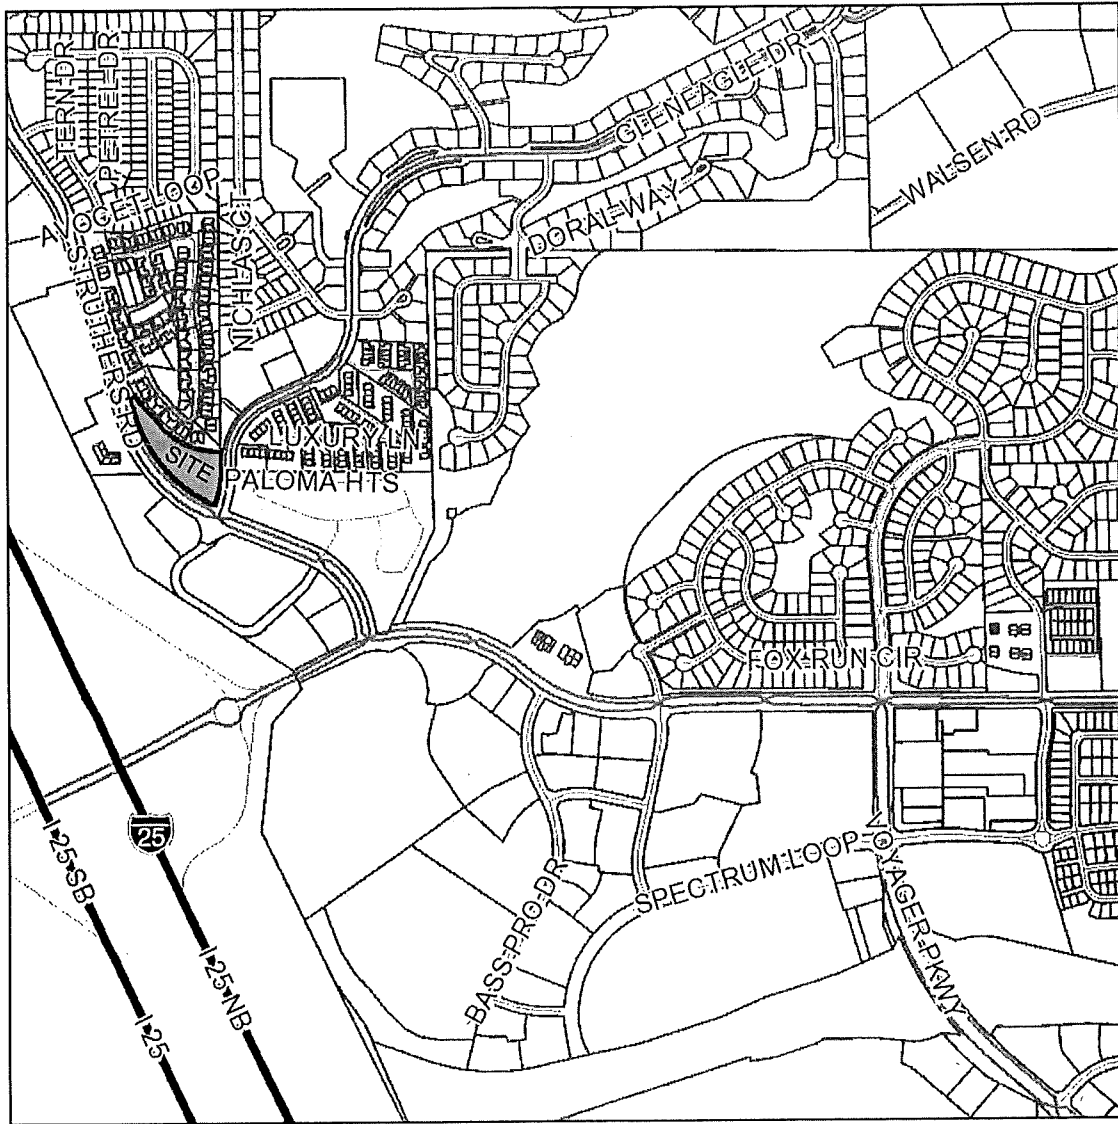 TERN DR
PETREL DR
GLENEAGLE DR
WALSEN RD
AVOCHT LOOP
NICHLAS CT
DORAL WAY
STRUTHERS RD
LUXURY LN
SITE
PALOMA HTS
FOX RUN CIR
25
I 25 SB
I 25 NB
I 25
SPECTRUM LOOP
VOYAGER PKWY
BASS PRO DR